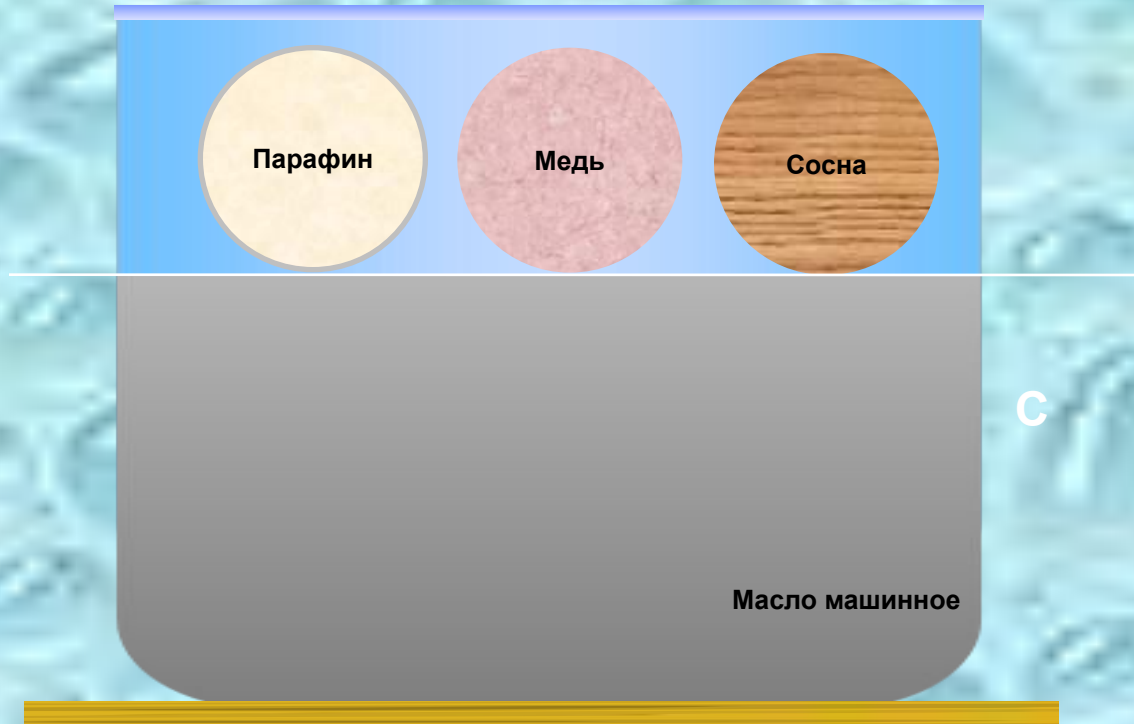 Парафин
Медь
Сосна
С
Масло машинное